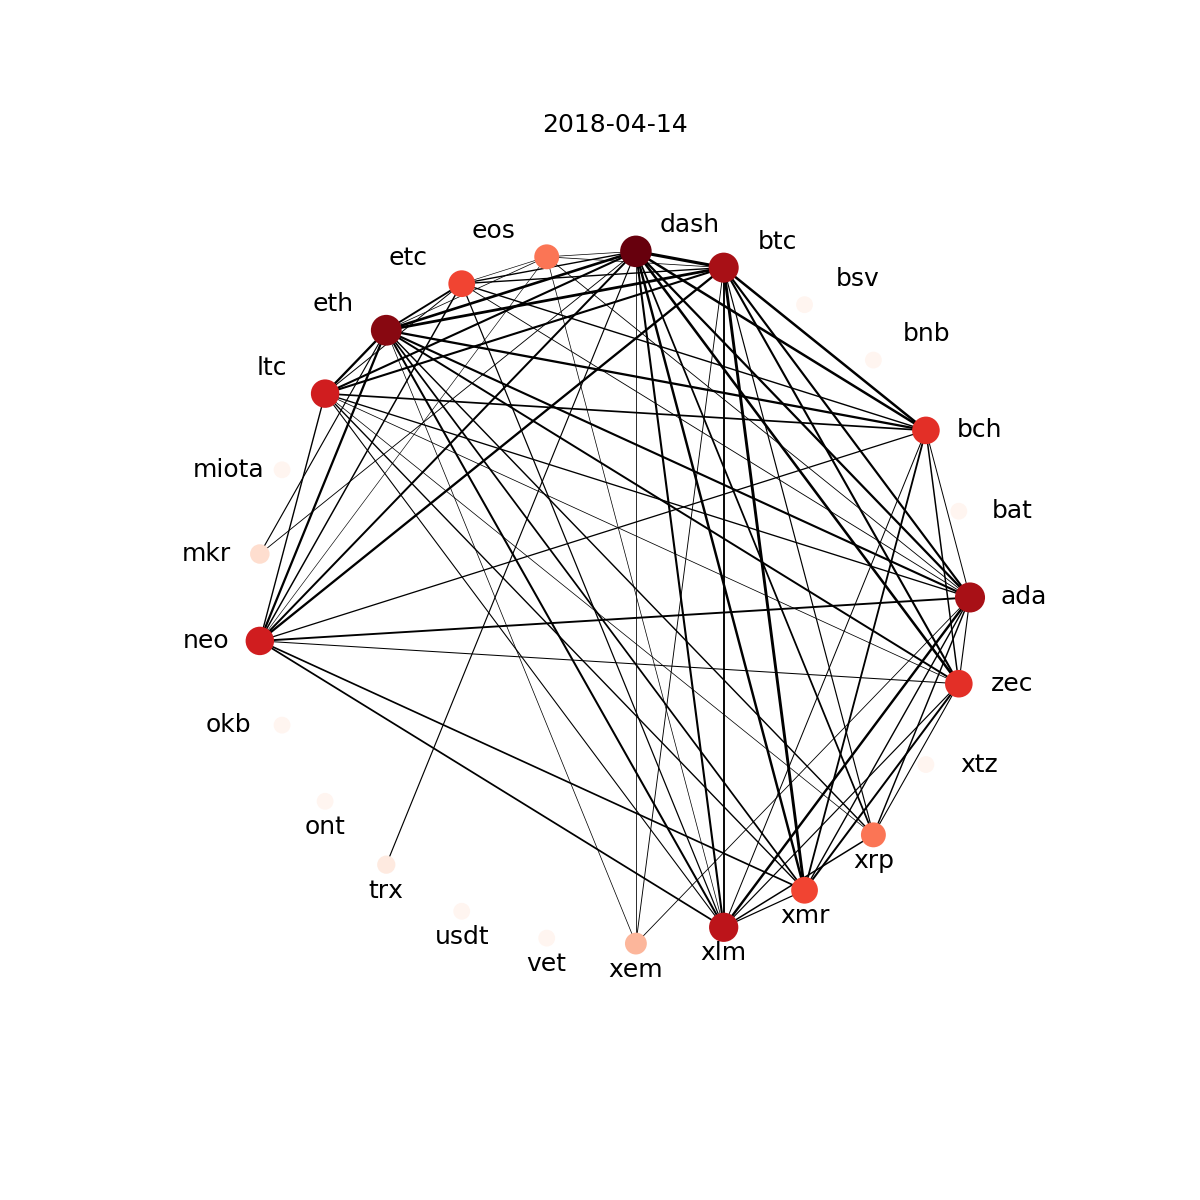 2018-04-14
dash
eos
btc
etc
bsv
eth
bnb
ltc
bch
miota
bat
mkr
ada
neo
zec
okb
xtz
ont
xrp
trx
xmr
usdt
xlm
vet
xem